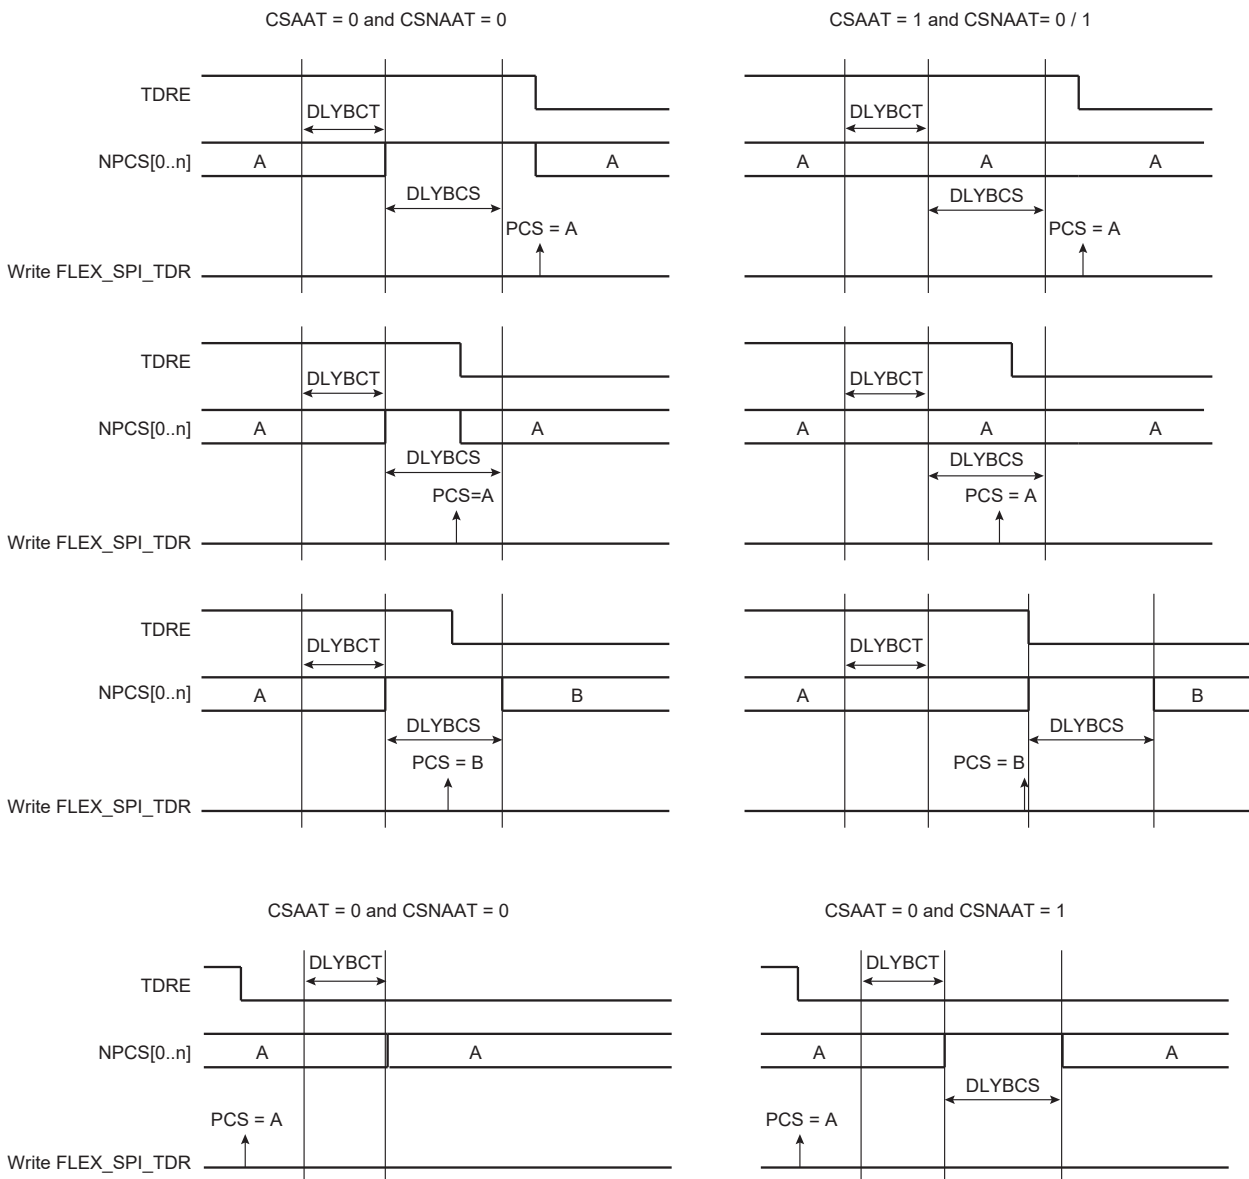 CSAAT = 0 and CSNAAT = 0
CSAAT = 1 and CSNAAT= 0 / 1
TDRE
DLYBCT
DLYBCT
NPCS[0..n]
A
A
A
A
A
DLYBCS
DLYBCS
PCS = A
PCS = A
Write FLEX_SPI_TDR
TDRE
DLYBCT
DLYBCT
NPCS[0..n]
A
A
A
A
A
DLYBCS
DLYBCS
PCS=A
PCS = A
Write FLEX_SPI_TDR
TDRE
DLYBCT
DLYBCT
NPCS[0..n]
A
B
A
B
DLYBCS
DLYBCS
PCS = B
PCS = B
Write FLEX_SPI_TDR
CSAAT = 0 and CSNAAT = 0
CSAAT = 0 and CSNAAT = 1
DLYBCT
DLYBCT
TDRE
NPCS[0..n]
A
A
A
A
DLYBCS
PCS = A
PCS = A
Write FLEX_SPI_TDR